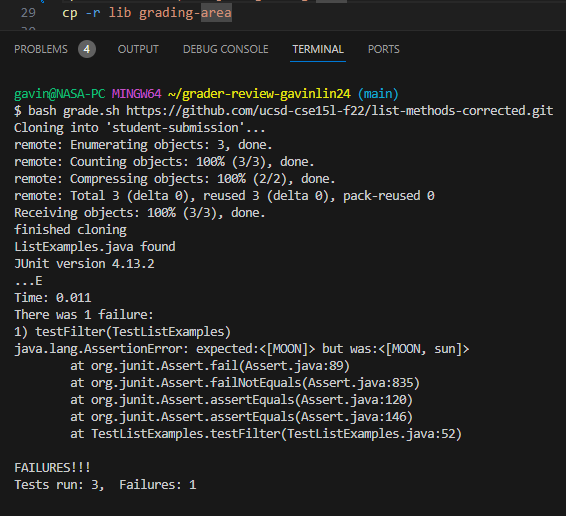 29 cp -r lib grading-area
PROBLEMS 4 OUTPUT DEBUG CONSOLE TERMINAL PORTS
gavin@NASA-PC MINGW64 ~/grader-review-gavinlin24 (main)
$ bash grade.sh https://github.com/ucsd-cse15l-f22/list-methods-corrected.git
Cloning into 'student-submission'...
remote: Enumerating objects: 3, done.
remote: Counting objects: 100% (3/3), done.
remote: Compressing objects: 100% (2/2), done.
remote: Total 3 (delta 0), reused 3 (delta 0), pack-reused 0
Receiving objects: 100% (3/3), done.
finished cloning
ListExamples.java found
JUnit version 4.13.2
...E
Time: 0.011
There was 1 failure:
1) testFilter(TestListExamples)
java.lang.AssertionError: expected:<[MOON]> but was:<[MOON, sun]>
at org.junit.Assert.fail(Assert.java:89)
at org.junit.Assert.failNotEquals(Assert.java:835)
at org.junit.Assert.assertEquals(Assert.java:120)
at org.junit.Assert.assertEquals(Assert.java:146)
at TestListExamples.testFilter(TestListExamples.java:52)
FAILURES!!!
Tests run: 3,  Failures: 1